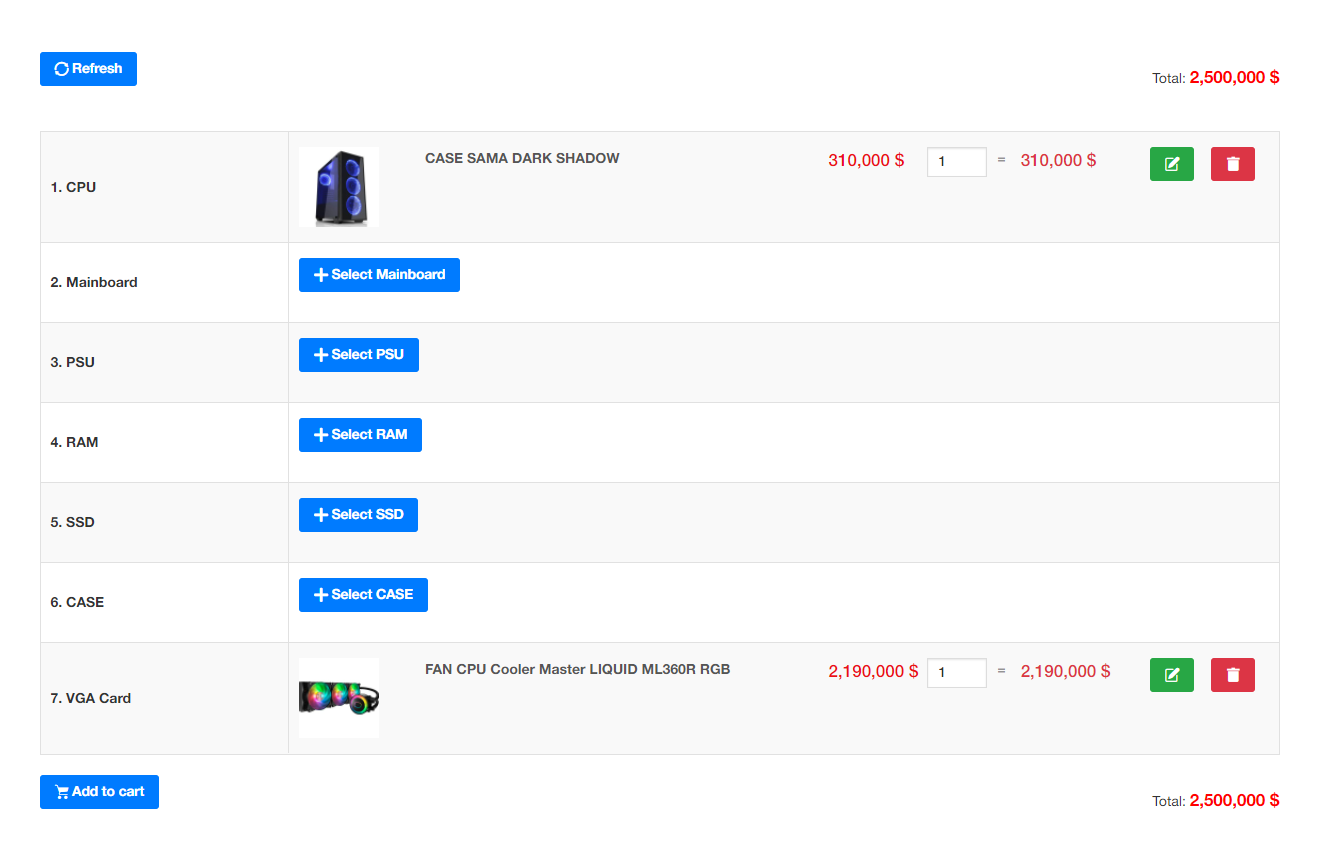 Refresh
Total: 2,500,000 $
1. CPU
CASE SAMA DARK SHADOW
310,000 $ 1 = 310,000 $
2. Mainboard
Select Mainboard
3. PSU
Select PSU
4. RAM
Select RAM
5. SSD
Select SSD
6. CASE
Select CASE
7. VGA Card
FAN CPU Cooler Master LIQUID ML360R RGB
2,190,000 $ 1 = 2,190,000 $
Add to cart
Total: 2,500,000 $